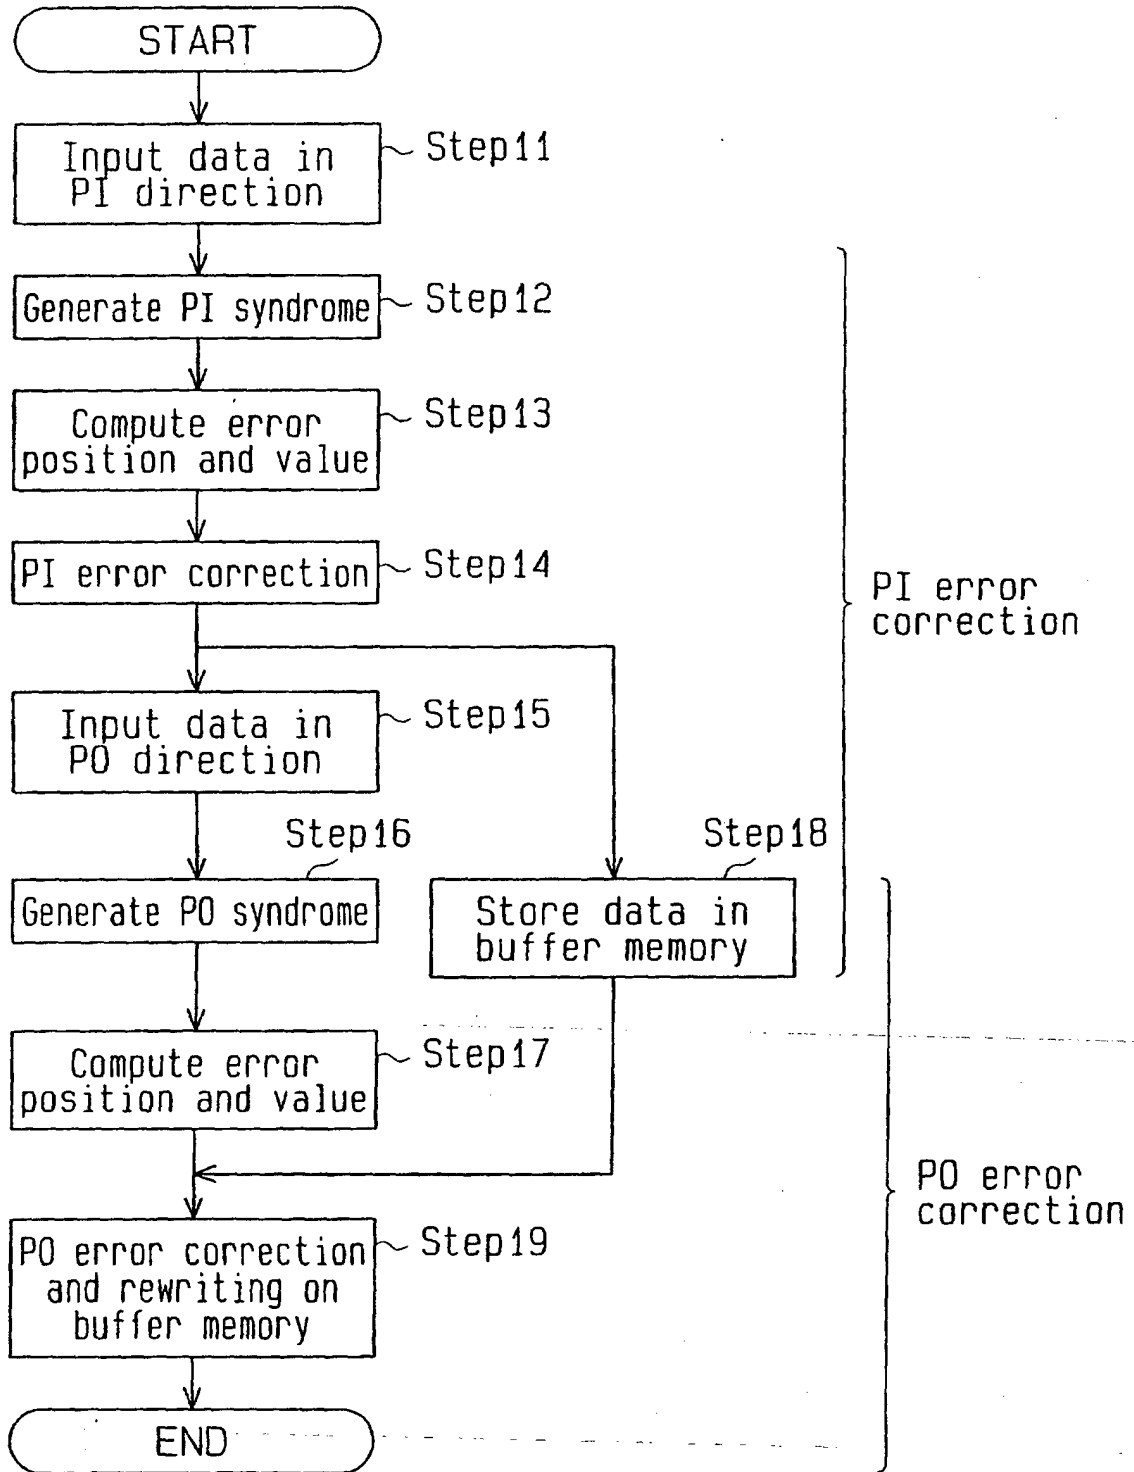 START
Input data in
PI direction
Step11
Generate PI syndrome
Step12
Compute error
position and value
Step13
PI error correction
Step14
PI error
correction
Input data in
PO direction
Step15
Step16
Generate PO syndrome
Step18
Store data in
buffer memory
Compute error
position and value
Step17
PO error
correction
PO error correction
and rewriting on
buffer memory
Step19
END